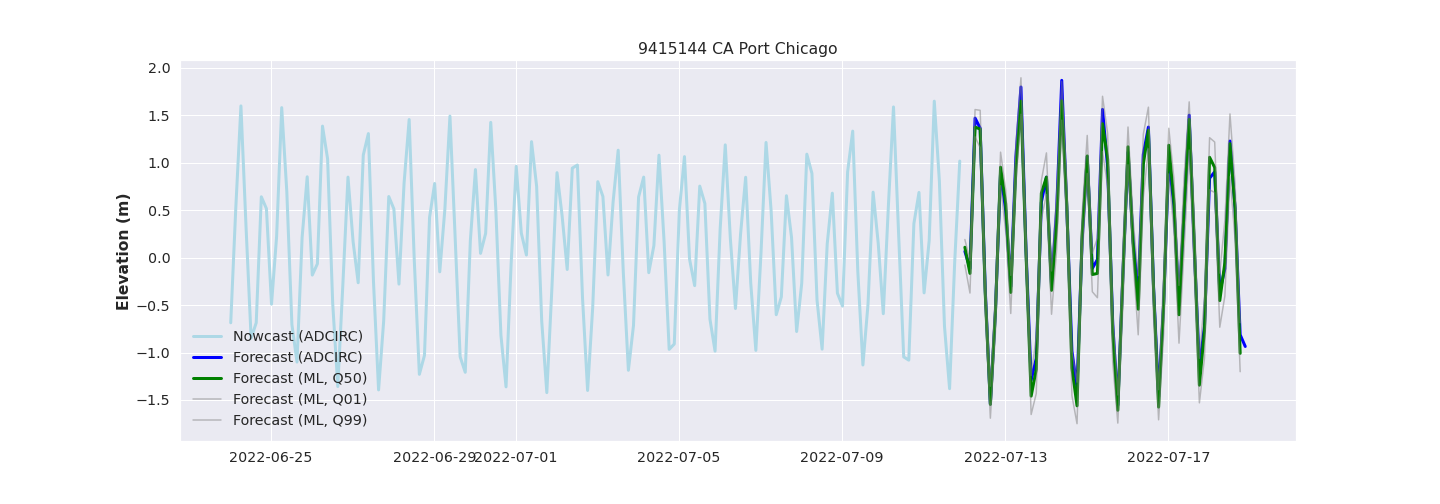 9415144 CA Port Chicago
Elevation (m)
2.0
1.5
1.0
0.5
0.0
−0.5
−1.0
−1.5
Nowcast (ADCIRC)
Forecast (ADCIRC)
Forecast (ML, Q50)
Forecast (ML, Q01)
Forecast (ML, Q99)
2022-06-25 2022-06-29 2022-07-01 2022-07-05 2022-07-09 2022-07-13 2022-07-17